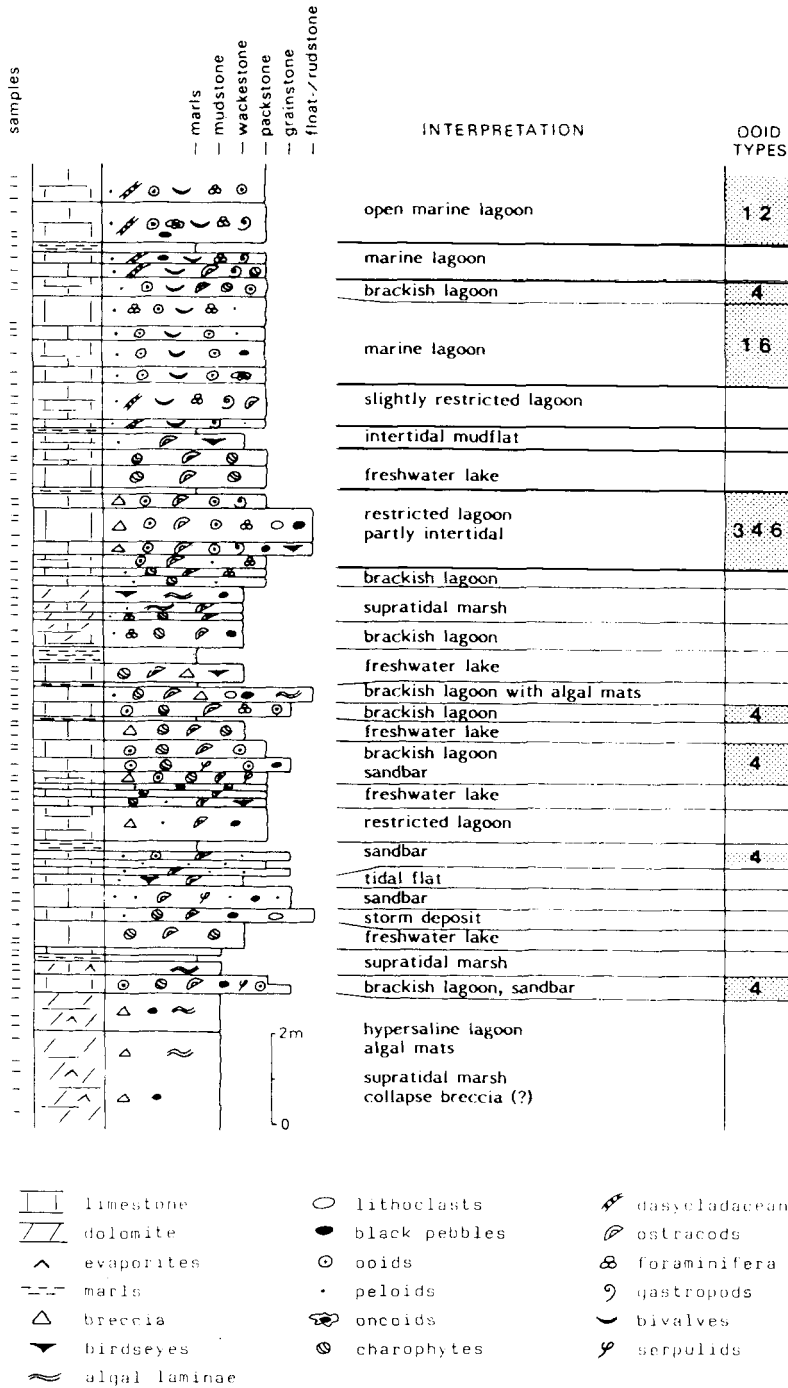 samples
marls
mudstone
wackestone
packstone
grainstone
float-/rudstone
INTERPRETATION
OOID
TYPES
open marine lagoon
1 2
marine lagoon
brackish lagoon
4
marine lagoon
1 6
slightly restricted lagoon
intertidal mudflat
freshwater lake
restricted lagoon
partly intertidal
3 4 6
brackish lagoon
supratidal marsh
brackish lagoon
freshwater lake
brackish lagoon with algal mats
brackish lagoon
4
freshwater lake
brackish lagoon
sandbar
4
freshwater lake
restricted lagoon
sandbar
4
tidal flat
sandbar
storm deposit
freshwater lake
supratidal marsh
brackish lagoon, sandbar
4
hypersaline lagoon
algal mats
supratidal marsh
collapse breccia (?)
2m
0
limestone
dolomite
evaporites
marls
breccia
birdseyes
algal laminae
lithoclasts
black pebbles
ooids
peloids
oncoids
charophytes
dasycladacean
ostracods
foraminifera
gastropods
bivalves
serpulids